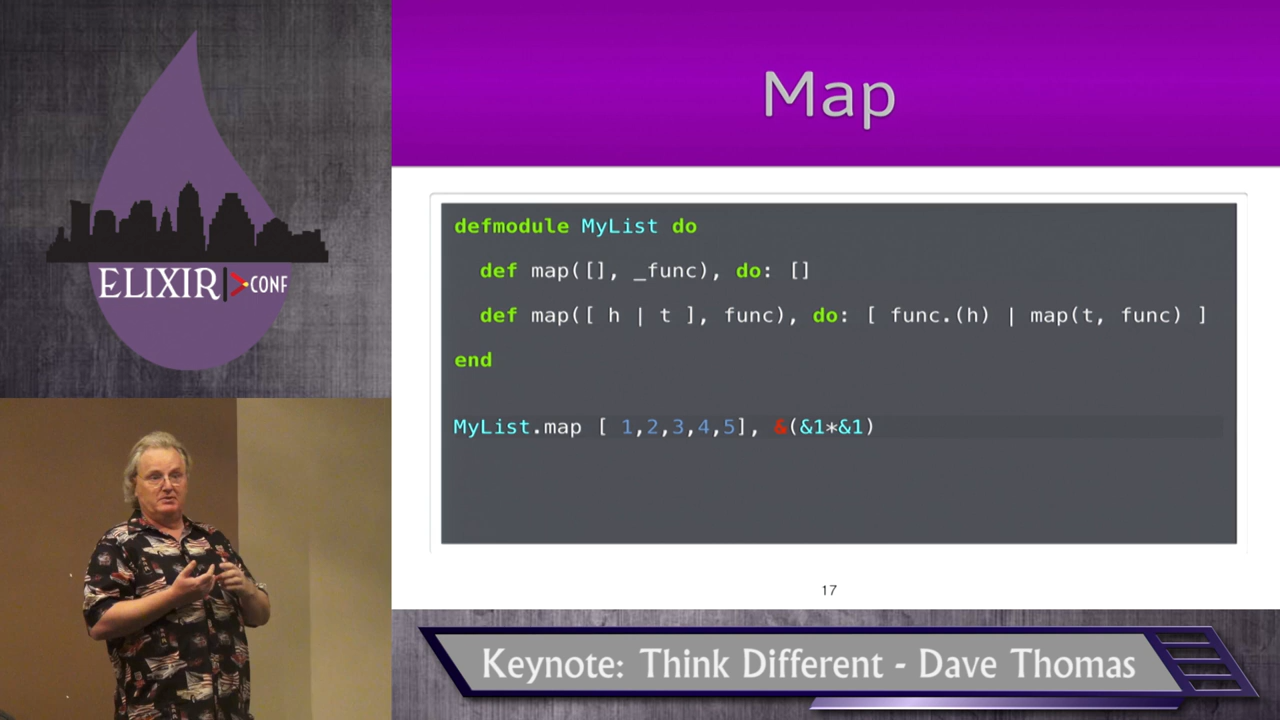 Map
ELIXIR|> CONF
defmodule MyList do
def map([], _func), do: []
def map([ h | t ], func), do: [ func.(h) | map(t, func) ]
end
MyList.map [ 1,2,3,4,5], &(&1*&1)
17
Keynote: Think Different - Dave Thomas